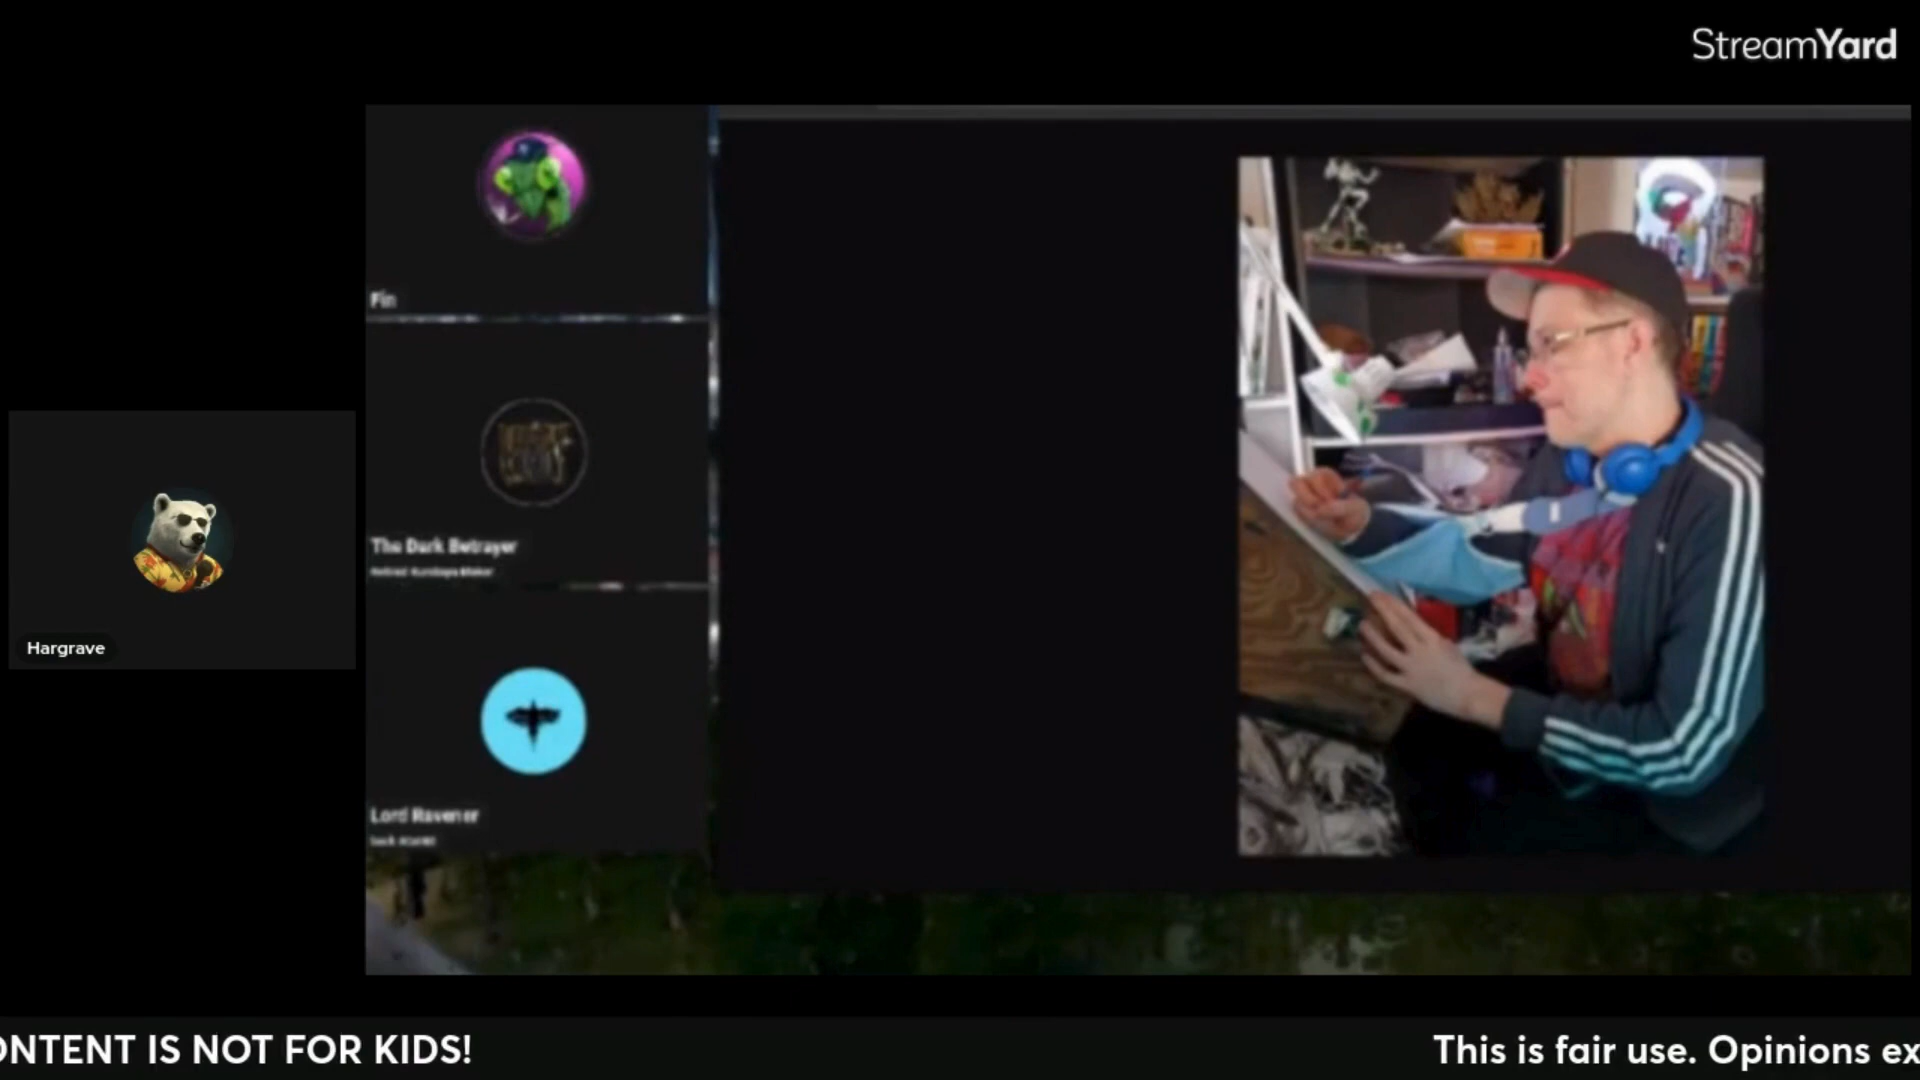 StreamYard
Fin
The Dark Betrayer
Lord Ravener
Hargrave
ONTENT IS NOT FOR KIDS!
This is fair use. Opinions ex